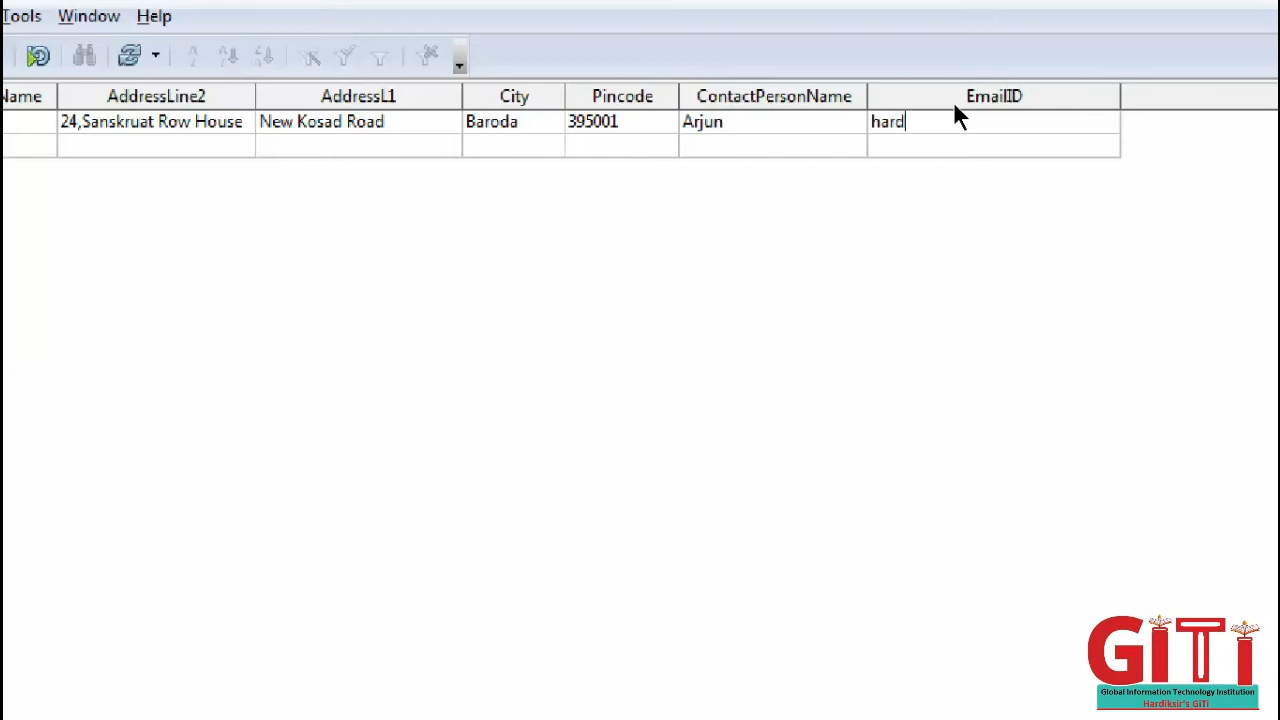 Tools Window Help
Name AddressLine2 AddressL1 City Pincode ContactPersonName EmailID
24,Sanskruat Row House New Kosad Road Baroda 395001 Arjun hard
GiTi
Global Information Technology Institution
Hardiksir's GiTi